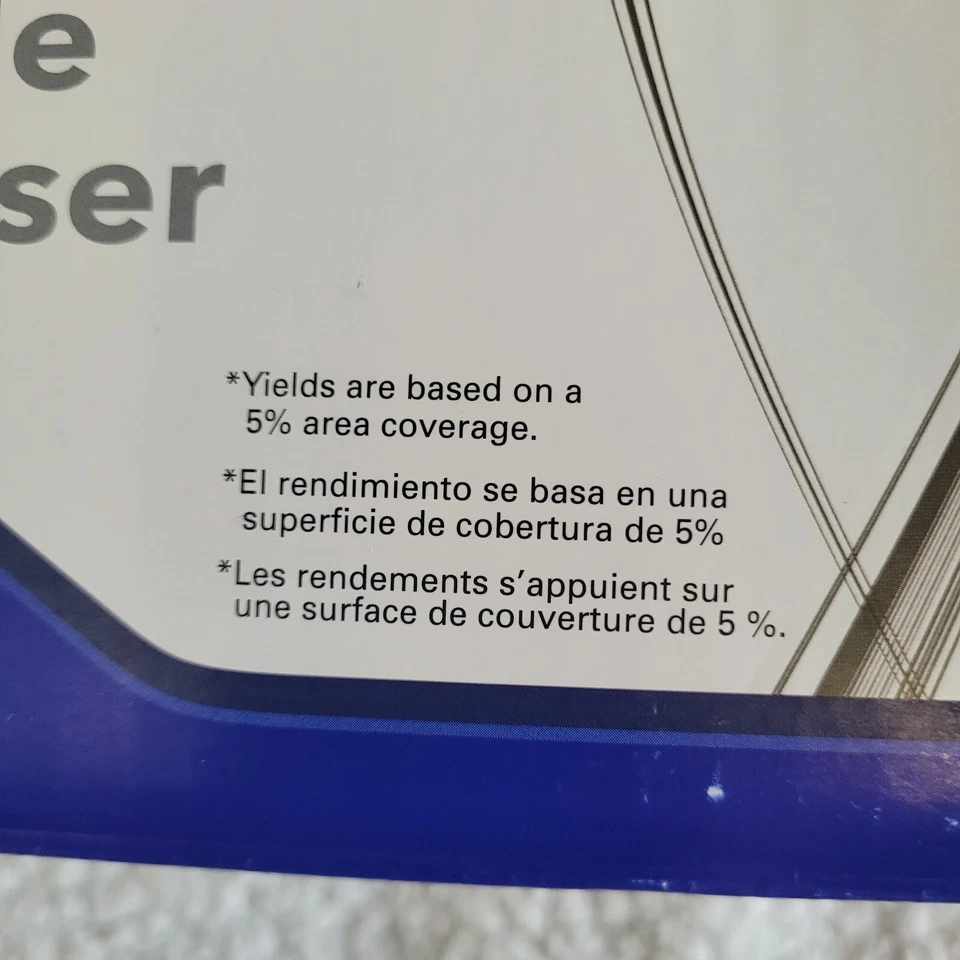 e
ser
*Yields are based on a
5% area coverage.
*El rendimiento se basa en una
superficie de cobertura de 5%
*Les rendements s'appuient sur
une surface de couverture de 5 %.